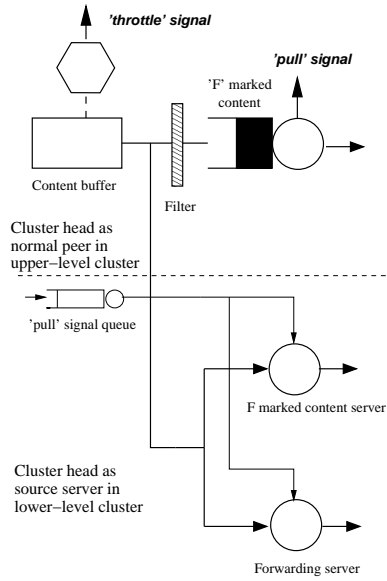 'throttle' signal
'pull' signal
'F' marked
content
Content buffer
Filter
Cluster head as
normal peer in
upper−level cluster
'pull' signal queue
F marked content server
Cluster head as
source server in
lower−level cluster
Forwarding server